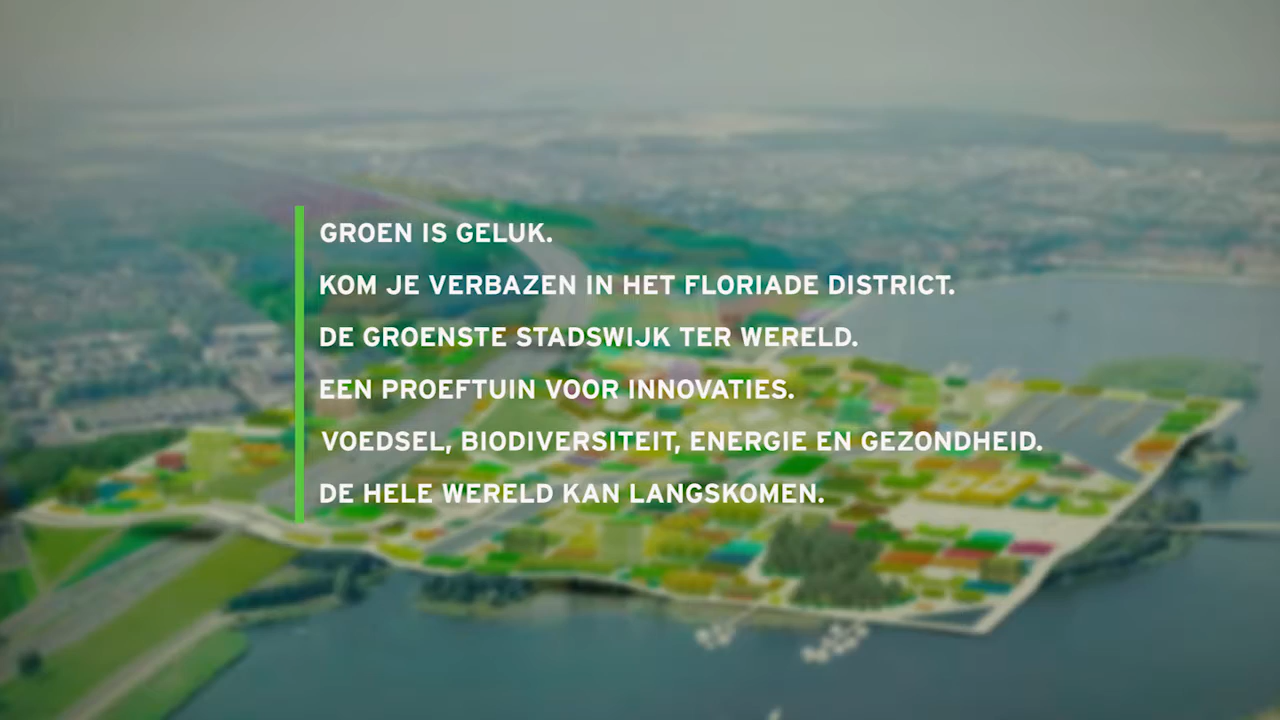 GROEN IS GELUK.
KOM JE VERBAZEN IN HET FLORIADE DISTRICT.
DE GROENSTE STADSWIJK TER WERELD.
EEN PROEFTUIN VOOR INNOVATIES.
VOEDSEL, BIODIVERSITEIT, ENERGIE EN GEZONDHEID.
DE HELE WERELD KAN LANGSKOMEN.